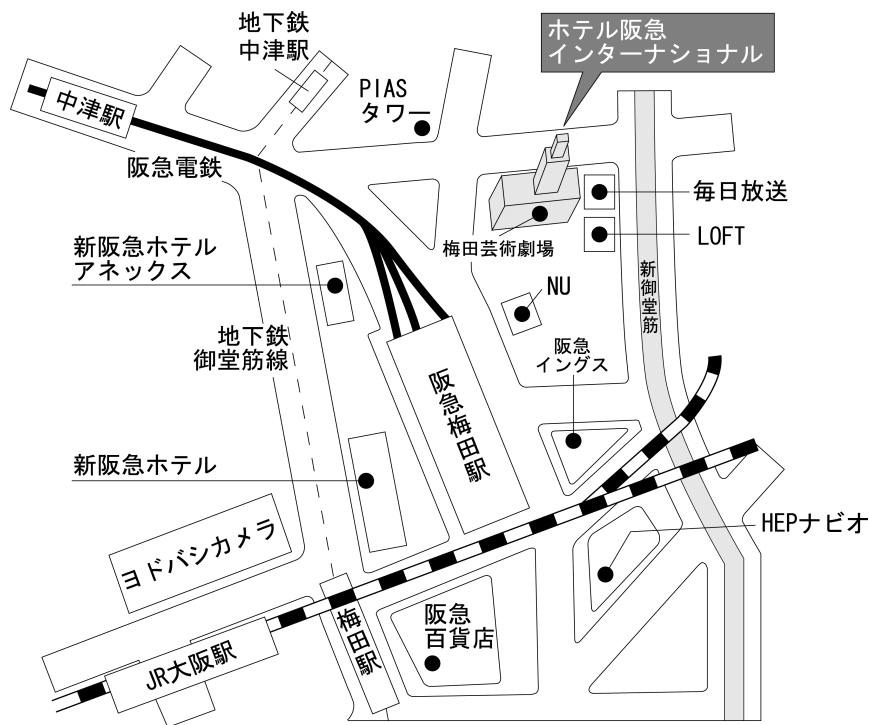 地下鉄
中津駅
ホテル阪急
インターナショナル
PIAS
タワー
中津駅
阪急電鉄
毎日放送
梅田芸術劇場
LOFT
新阪急ホテル
アネックス
新御堂筋
NU
地下鉄
御堂筋線
阪急
イングス
阪急梅田駅
新阪急ホテル
HEPナビオ
ヨドバシカメラ
梅田駅
阪急
百貨店
JR大阪駅